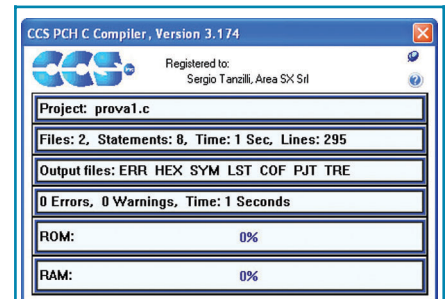 CCS PCH C Compiler, Version 3.174
CCS inc
Registered to:
Sergio Tanzilli, Area SX Srl
Project: prova1.c
Files: 2, Statements: 8, Time: 1 Sec, Lines: 295
Output files: ERR HEX SYM LST COF PJT TRE
0 Errors, 0 Warnings, Time: 1 Seconds
ROM: 0%
RAM: 0%